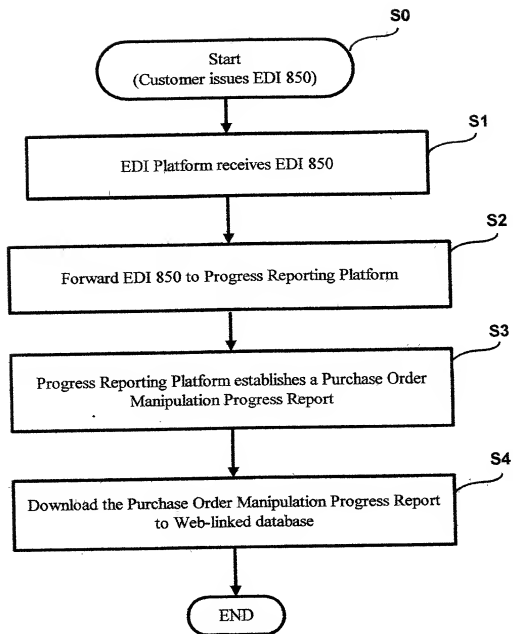 S0
Start
(Customer issues EDI 850)
S1
EDI Platform receives EDI 850
S2
Forward EDI 850 to Progress Reporting Platform
S3
Progress Reporting Platform establishes a Purchase Order
Manipulation Progress Report
S4
Download the Purchase Order Manipulation Progress Report
to Web-linked database
END